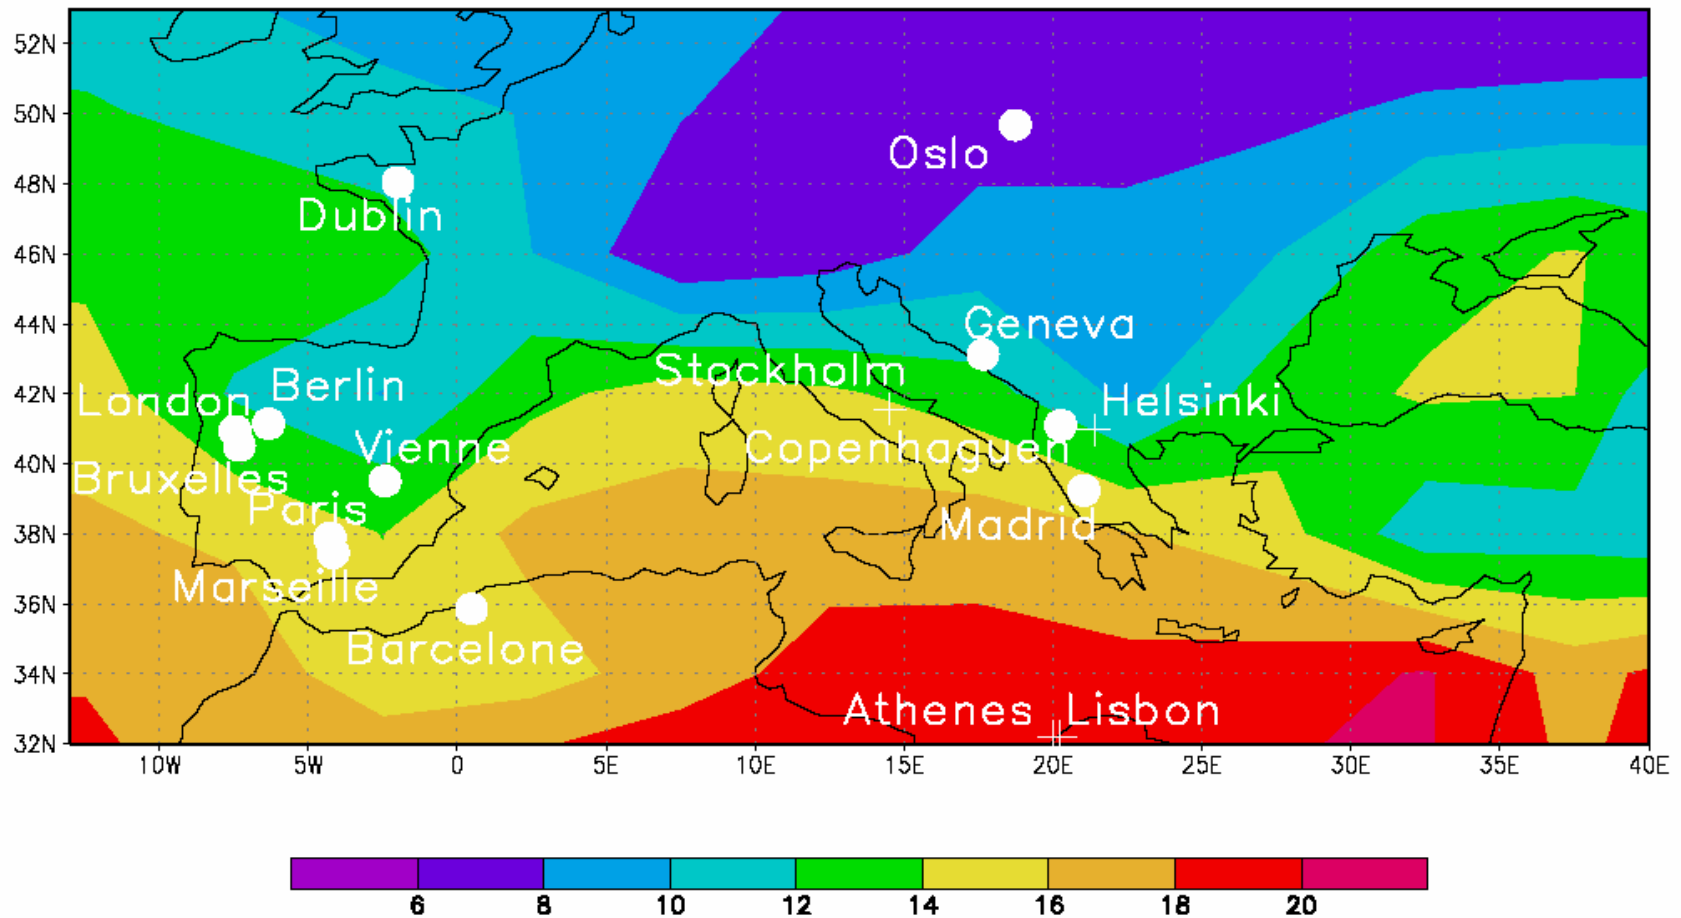 52N
50N
Oslo
48N
Dublin
46N
44N
Geneva
Stockholm
42N
London
Berlin
Helsinki
Vienne
Copenhaguen
40N
Bruxelles
Paris
38N
Madrid
Marseille
36N
Barcelone
34N
Athenes
Lisbon
32N
10W 5W 0 5E 10E 15E 20E 25E 30E 35E 40E
6 8 10 12 14 16 18 20